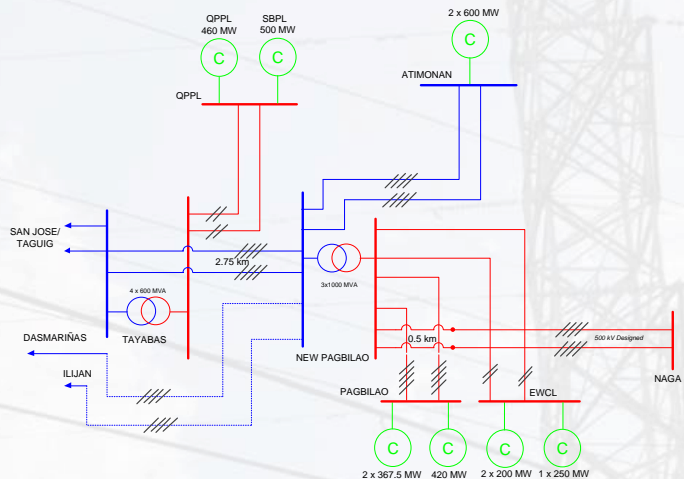 QPPL
460 MW
SBPL
500 MW
2 x 600 MW
C
C
C
QPPL
ATIMONAN
SAN JOSE/
TAGUIG
2.75 km
4 x 600 MVA
3x1000 MVA
TAYABAS
DASMARIÑAS
NEW PAGBILAO
0.5 km
500 kV Designed
ILIJAN
NAGA
PAGBILAO
EWCL
C
C
C
C
2 x 367.5 MW
420 MW
2 x 200 MW
1 x 250 MW